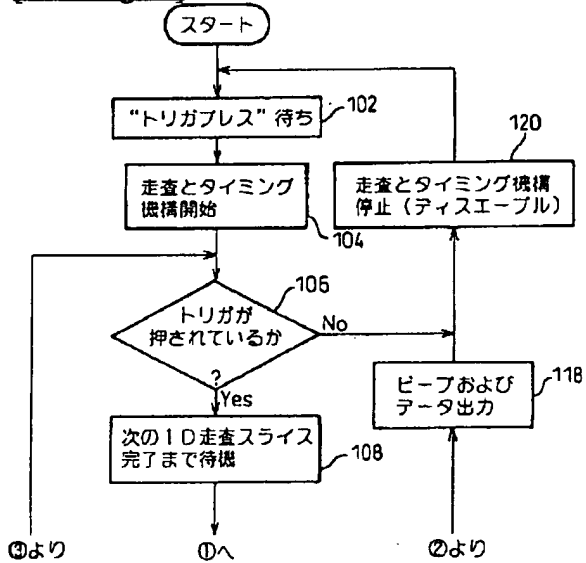 スタート
“トリガプレス”待ち
102
走査とタイミング
機構開始
104
120
走査とタイミング機構
停止(ディスエーブル)
106
トリガが
押されているか
?
No
Yes
ビープおよび
データ出力
118
次の1D走査スライス
完了まで待機
108
③より
①へ
②より